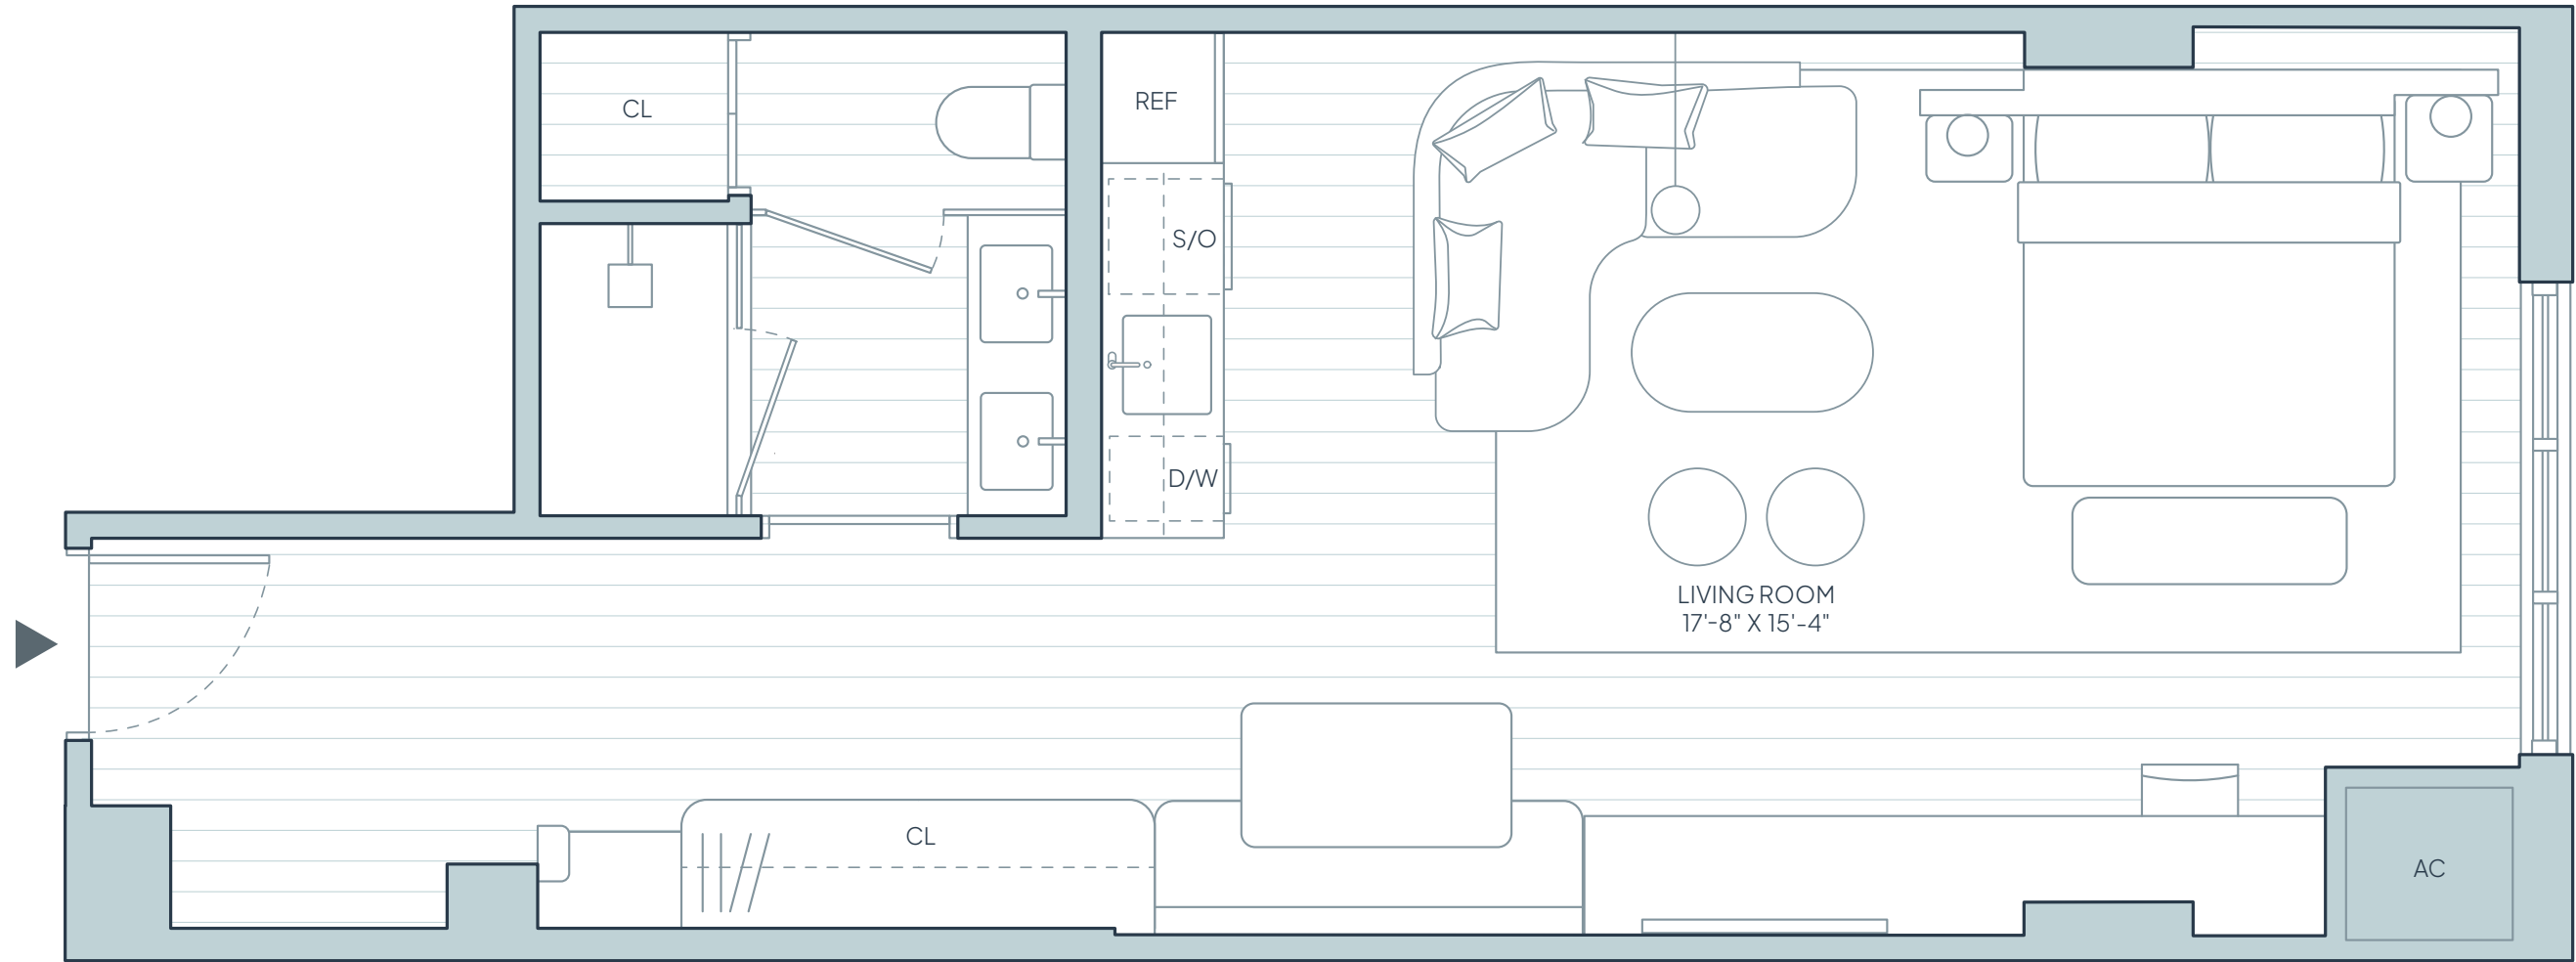 CL
REF
S/O
D/W
LIVING ROOM
17'-8" X 15'-4"
CL
AC